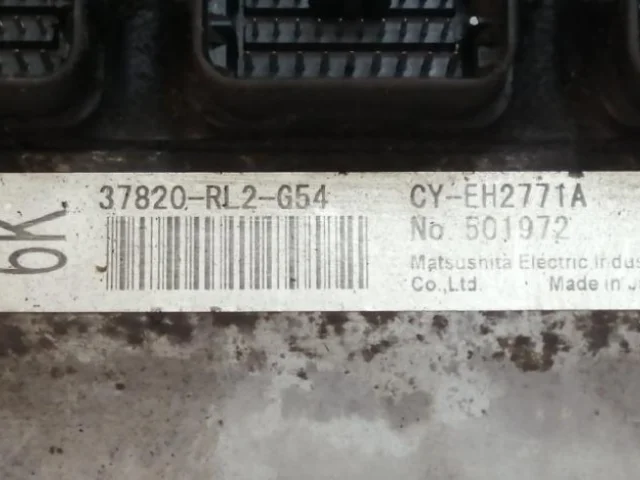 6K
37820-RL2-G54
CY-EH2771A
No 501972
Matsushita Electric Indus
Co.,Ltd. Made in J